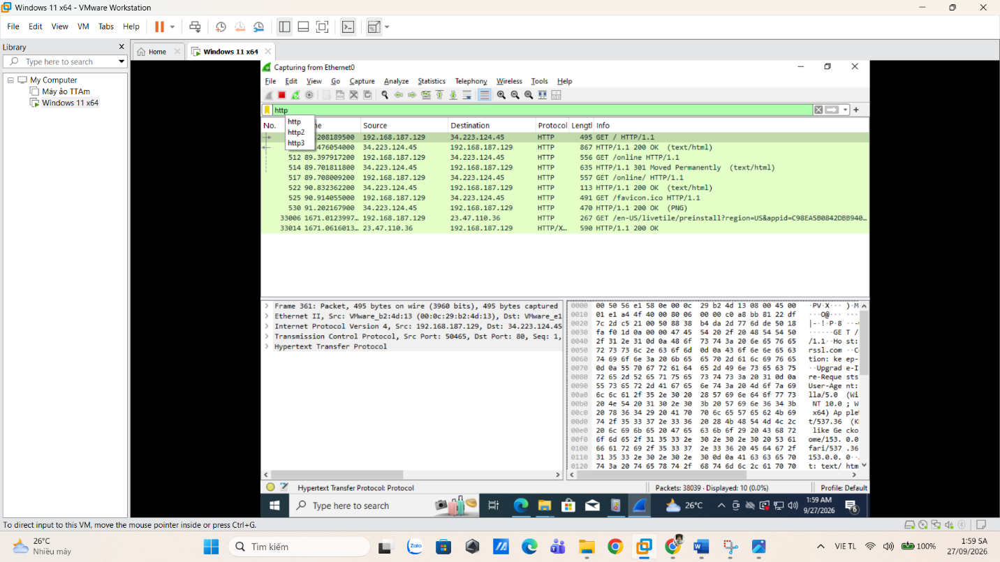 Windows 11 x64 - VMware Workstation
File Edit View VM Tabs Help
Library
Type here to search
My Computer
Máy ảo TTAm
Windows 11 x64
Home
Windows 11 x64
Capturing from Ethernet0
File Edit View Go Capture Analyze Statistics Telephony Wireless Tools Help
http
http
http2
http3
No. Source Destination Protocol Lengtl Info
208189500 192.168.187.129 34.223.124.45 HTTP 495 GET / HTTP/1.1
476054000 34.223.124.45 192.168.187.129 HTTP 867 HTTP/1.1 200 OK (text/html)
512 89.397917200 192.168.187.129 34.223.124.45 HTTP 556 GET /online HTTP/1.1
514 89.701811800 34.223.124.45 192.168.187.129 HTTP 635 HTTP/1.1 301 Moved Permanently (text/html)
517 89.708009200 192.168.187.129 34.223.124.45 HTTP 557 GET /online/ HTTP/1.1
522 90.832362200 34.223.124.45 192.168.187.129 HTTP 113 HTTP/1.1 200 OK (text/html)
525 90.914055000 192.168.187.129 34.223.124.45 HTTP 491 GET /favicon.ico HTTP/1.1
530 91.202167900 34.223.124.45 192.168.187.129 HTTP 470 HTTP/1.1 200 OK (PNG)
33006 1671.0123997… 192.168.187.129 23.47.110.36 HTTP 267 GET /en-US/livetile/preinstall?region=US&appid=C98EA5B0842DBB940…
33014 1671.0616013… 23.47.110.36 192.168.187.129 HTTP/X… 590 HTTP/1.1 200 OK
Frame 361: Packet, 495 bytes on wire (3960 bits), 495 bytes captured
Ethernet II, Src: VMware_b2:4d:13 (00:0c:29:b2:4d:13), Dst: VMware_e1
Internet Protocol Version 4, Src: 192.168.187.129, Dst: 34.223.124.45
Transmission Control Protocol, Src Port: 50465, Dst Port: 80, Seq: 1,
Hypertext Transfer Protocol
0000 00 50 56 e1 58 0e 00 0c 29 b2 4d 13 08 00 45 00 ·PV·X··· )·M
0010 01 e1 a4 4f 40 00 80 06 00 00 c0 a8 bb 81 22 df ···O@···
0020 7c 2d c5 21 00 50 88 38 b4 da 2d 77 6d de 50 18 |-·!·P·8
0030 fa f0 1d 0a 00 00 47 45 54 20 2f 20 48 54 54 50 ······GE T /
0040 2f 31 2e 31 0d 0a 48 6f 73 74 3a 20 6e 65 76 65 /1.1··Ho st:
0050 72 73 73 6c 2e 63 6f 6d 0d 0a 43 6f 6e 6e 65 63 rssl.com ··C
0060 74 69 6f 6e 3a 20 6b 65 65 70 2d 61 6c 69 76 65 tion: ke ep-
0070 0d 0a 55 70 67 72 61 64 65 2d 49 6e 73 65 63 75 ··Upgrad e-I
0080 72 65 2d 52 65 71 75 65 73 74 73 3a 20 31 0d 0a re-Reque sts:
0090 55 73 65 72 2d 41 67 65 6e 74 3a 20 4d 6f 7a 69 User-Age nt:
00a0 6c 6c 61 2f 35 2e 30 20 28 57 69 6e 64 6f 77 73 lla/5.0 (Wi
00b0 20 4e 54 20 31 30 2e 30 3b 20 57 69 6e 36 34 3b NT 10.0 ; W
00c0 20 78 36 34 29 20 41 70 70 6c 65 57 65 62 4b 69 x64) Ap ple
00d0 74 2f 35 33 37 2e 33 36 20 28 4b 48 54 4d 4c 2c t/537.36 (K
00e0 20 6c 69 6b 65 20 47 65 63 6b 6f 29 20 43 68 72 like Ge cko
00f0 6f 6d 65 2f 31 35 33 2e 30 2e 30 2e 30 20 53 61 ome/153. 0.0
0100 66 61 72 69 2f 35 33 37 2e 33 36 20 45 64 67 2f fari/537 .36
0110 31 35 33 2e 30 2e 30 2e 30 0d 0a 41 63 63 65 70 153.0.0. 0··
0120 74 3a 20 74 65 78 74 2f 68 74 6d 6c 2c 61 70 70 t: text/ htm
Hypertext Transfer Protocol: Protocol
Packets: 38039 · Displayed: 10 (0.0%)
Profile: Default
Type here to search
26°C
1:59 AM
9/27/2026
6
To direct input to this VM, move the mouse pointer inside or press Ctrl+G.
26°C
Nhiều mây
Tìm kiếm
Zalo
VIE TL
100%
1:59 SA
27/09/2026